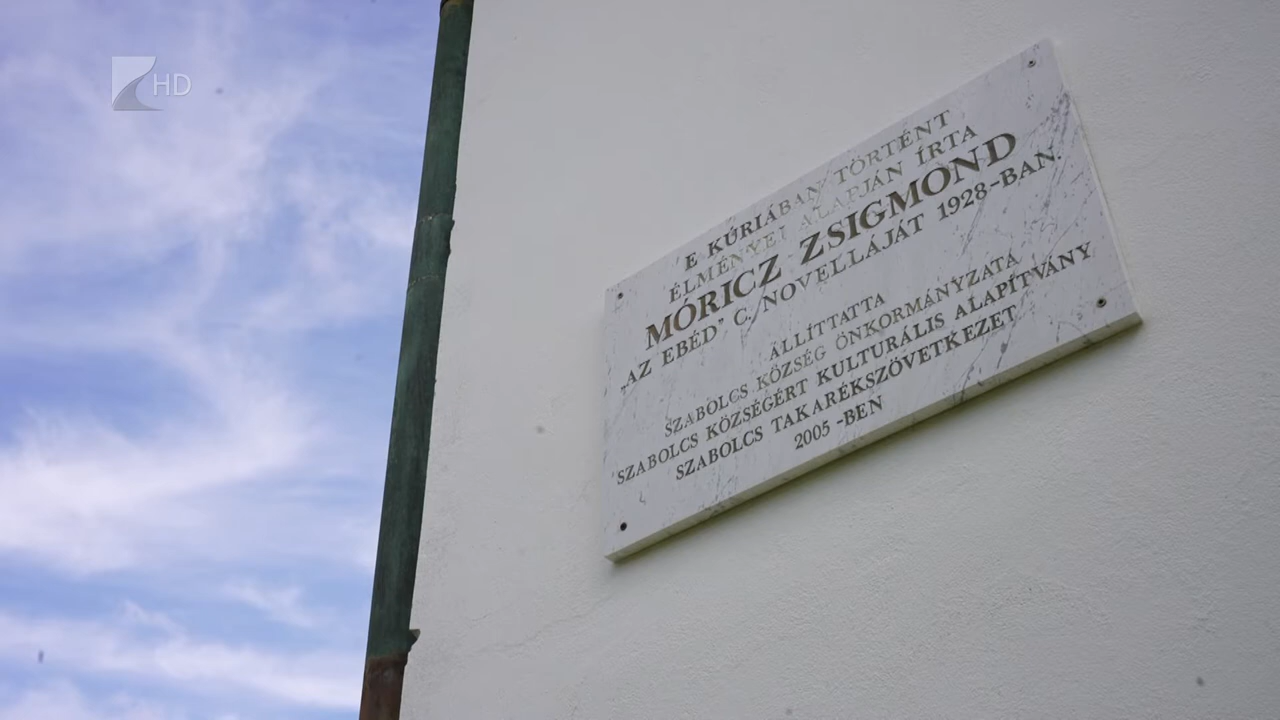 HD
E KÚRIÁBAN TÖRTÉNT
ÉLMÉNYEI ALAPJÁN ÍRTA
MÓRICZ ZSIGMOND
„AZ EBÉD" C. NOVELLÁJÁT 1928-BAN.
ÁLLÍTTATTA
SZABOLCS KÖZSÉG ÖNKORMÁNYZATA
SZABOLCS KÖZSÉGÉRT KULTURÁLIS ALAPÍTVÁNY
SZABOLCS TAKARÉKSZÖVETKEZET
2005 -BEN